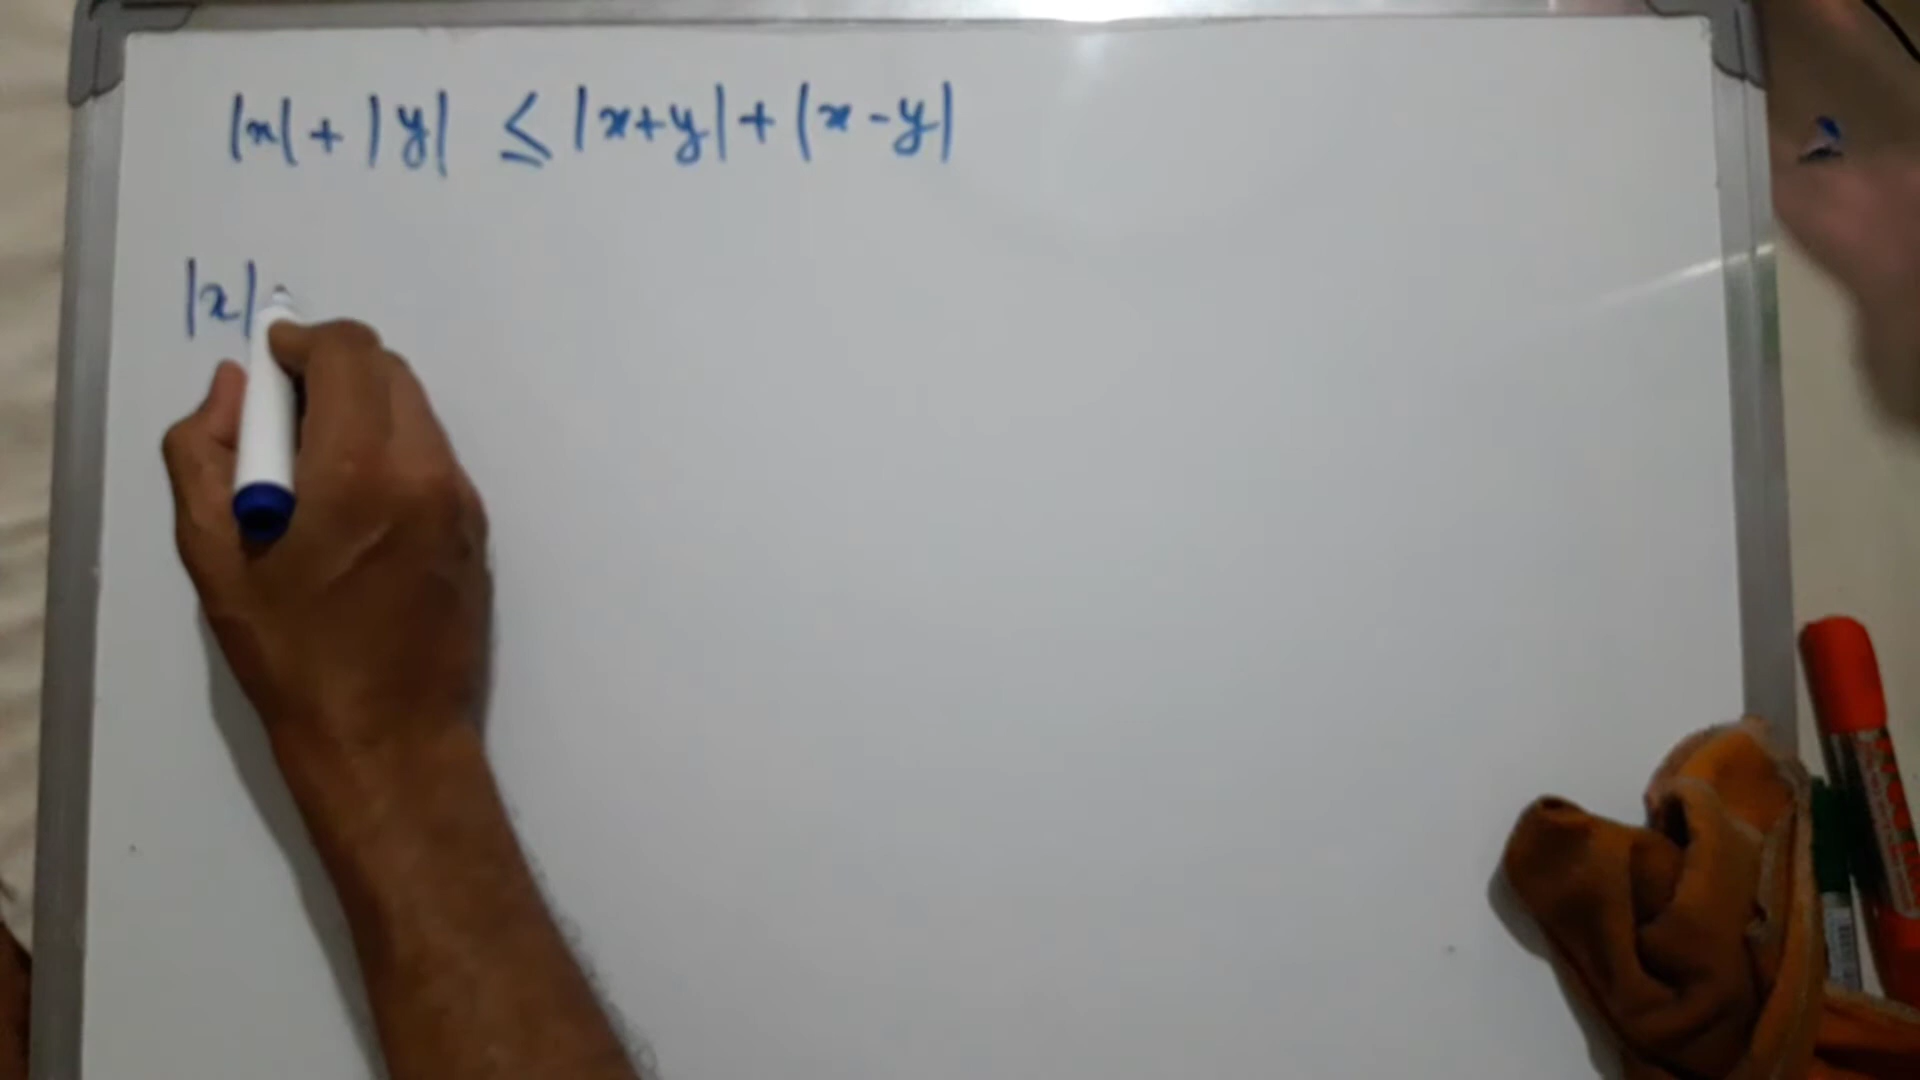 |x| + |y| ≤ |x+y| + |x-y|
|x|